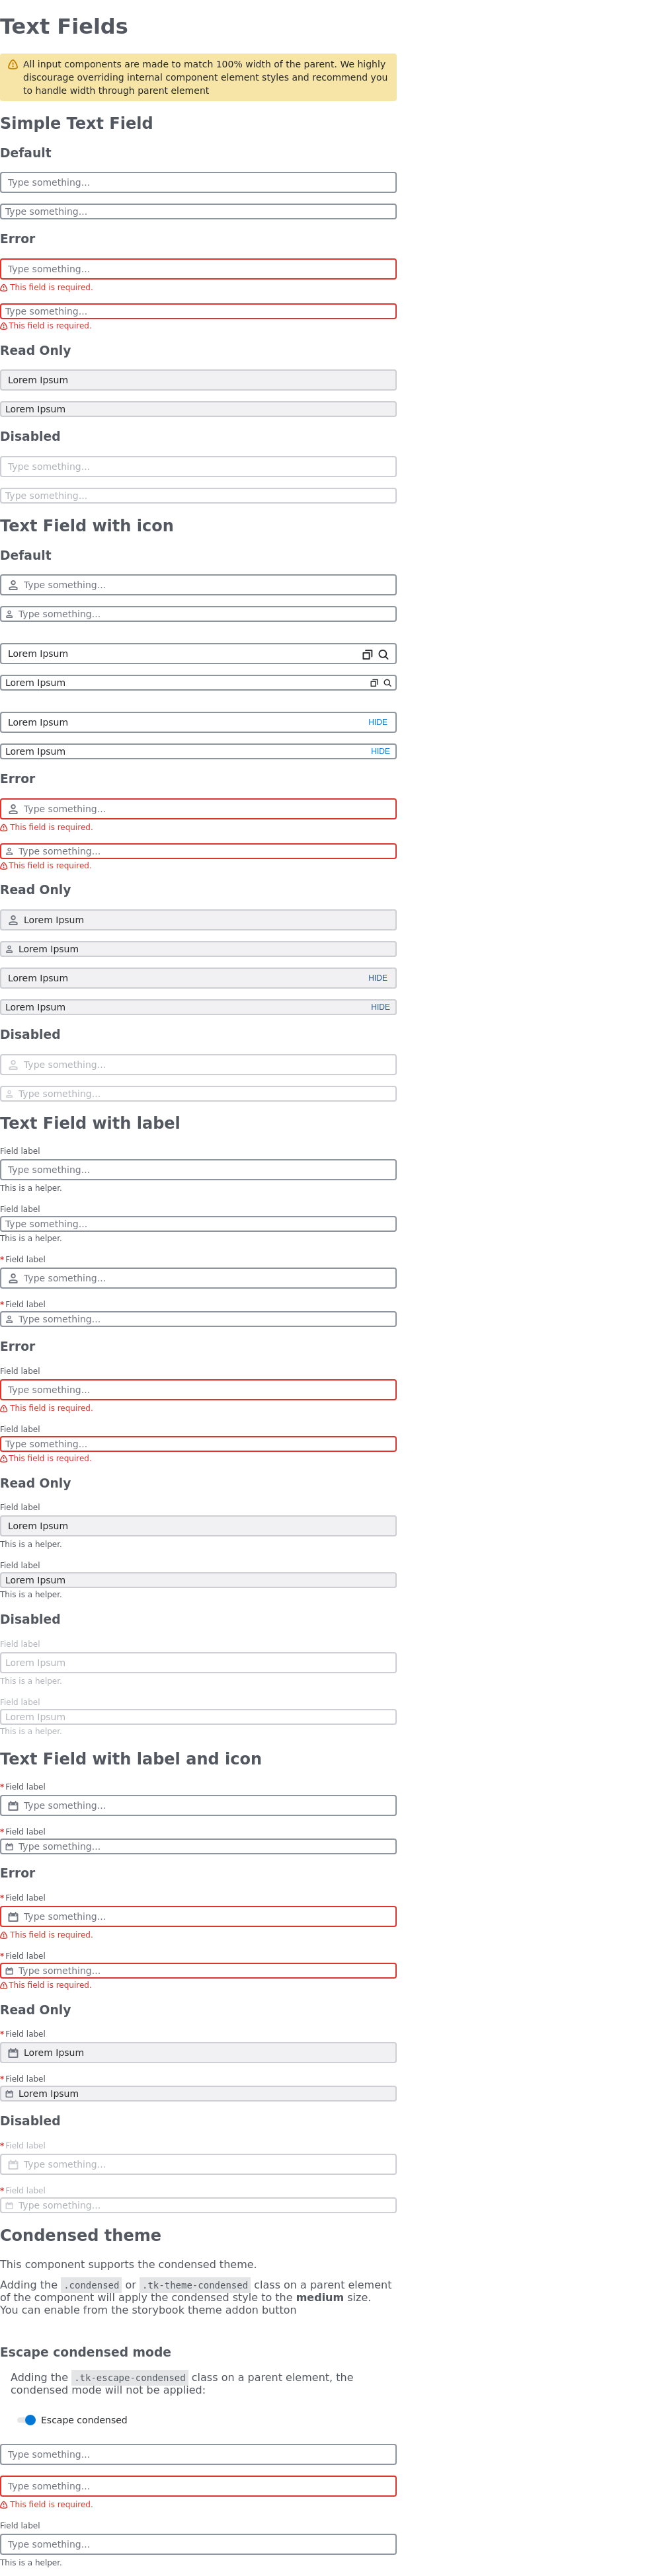 Text Fields
All input components are made to match 100% width of the parent. We highly
discourage overriding internal component element styles and recommend you
to handle width through parent element
Simple Text Field
Default
Type something...
Type something...
Error
Type something...
This field is required.
Type something...
This field is required.
Read Only
Lorem Ipsum
Lorem Ipsum
Disabled
Type something...
Type something...
Text Field with icon
Default
Type something...
Type something...
Lorem Ipsum
Lorem Ipsum
Lorem Ipsum HIDE
Lorem Ipsum HIDE
Error
Type something...
This field is required.
Type something...
This field is required.
Read Only
Lorem Ipsum
Lorem Ipsum
Lorem Ipsum HIDE
Lorem Ipsum HIDE
Disabled
Type something...
Type something...
Text Field with label
Field label
Type something...
This is a helper.
Field label
Type something...
This is a helper.
* Field label
Type something...
* Field label
Type something...
Error
Field label
Type something...
This field is required.
Field label
Type something...
This field is required.
Read Only
Field label
Lorem Ipsum
This is a helper.
Field label
Lorem Ipsum
This is a helper.
Disabled
Field label
Lorem Ipsum
This is a helper.
Field label
Lorem Ipsum
This is a helper.
Text Field with label and icon
* Field label
Type something...
* Field label
Type something...
Error
* Field label
Type something...
This field is required.
* Field label
Type something...
This field is required.
Read Only
* Field label
Lorem Ipsum
* Field label
Lorem Ipsum
Disabled
* Field label
Type something...
* Field label
Type something...
Condensed theme
This component supports the condensed theme.
Adding the .condensed or .tk-theme-condensed class on a parent element
of the component will apply the condensed style to the medium size.
You can enable from the storybook theme addon button
Escape condensed mode
Adding the .tk-escape-condensed class on a parent element, the
condensed mode will not be applied:
Escape condensed
Type something...
Type something...
This field is required.
Field label
Type something...
This is a helper.